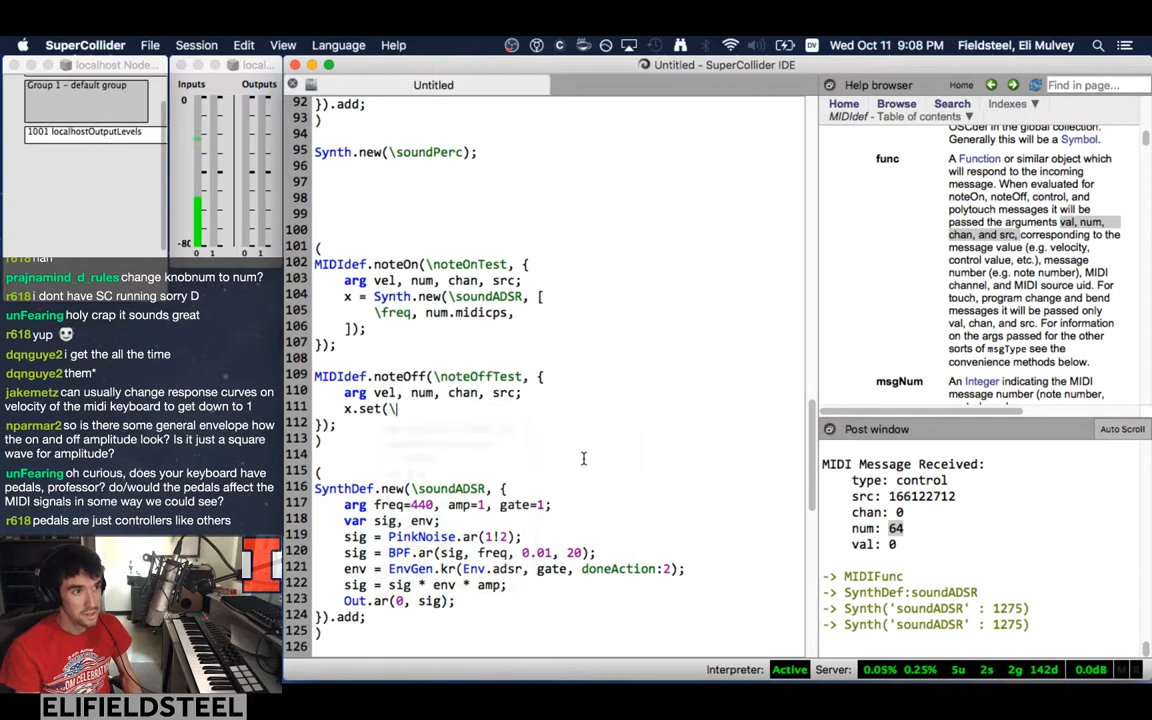 SuperCollider File Session Edit View Language Help
Wed Oct 11 9:08 PM Fieldsteel, Eli Mulvey
localhost Node...
Group 1 - default group
1001 localhostOutputLevels
local...
Inputs Outputs
0
-80
0 1 0 1
prajnamind_d_rules change knobnum to num?
r618 i dont have SC running sorry D
unFearing holy crap it sounds great
r618 yup
dqnguye2 i get the all the time
dqnguye2 them*
jakemetz can usually change response curves on
velocity of the midi keyboard to get down to 1
nparmar2 so is there some general envelope how
the on and off amplitude look? Is it just a square
wave for amplitude?
unFearing oh curious, does your keyboard have
pedals, professor? do/would the pedals affect the
MIDI signals in some way we could see?
r618 pedals are just controllers like others
ELIFIELDSTEEL
Untitled - SuperCollider IDE
Untitled
92 }).add;
93 )
94
95 Synth.new(\soundPerc);
96
97
98
99
100
101 (
102 MIDIdef.noteOn(\noteOnTest, {
103 arg vel, num, chan, src;
104 x = Synth.new(\soundADSR, [
105 \freq, num.midicps,
106 ]);
107 });
108
109 MIDIdef.noteOff(\noteOffTest, {
110 arg vel, num, chan, src;
111 x.set(\
112 });
113 )
114
115 (
116 SynthDef.new(\soundADSR, {
117 arg freq=440, amp=1, gate=1;
118 var sig, env;
119 sig = PinkNoise.ar(1!2);
120 sig = BPF.ar(sig, freq, 0.01, 20);
121 env = EnvGen.kr(Env.adsr, gate, doneAction:2);
122 sig = sig * env * amp;
123 Out.ar(0, sig);
124 }).add;
125 )
126
Help browser Home Find in page...
Home Browse Search Indexes ▼
MIDIdef - Table of contents ▼
OSCdef in the global collection.
Generally this will be a Symbol.
func A Function or similar object which
will respond to the incoming
message. When evaluated for
noteOn, noteOff, control, and
polytouch messages it will be
passed the arguments val, num,
chan, and src, corresponding to the
message value (e.g. velocity,
control value, etc.), message
number (e.g. note number), MIDI
channel, and MIDI source uid. For
touch, program change and bend
messages it will be passed only
val, chan, and src. For information
on the args passed for the other
sorts of msgType see the
convenience methods below.
msgNum An Integer indicating the MIDI
message number (note number,
Post window Auto Scroll
MIDI Message Received:
type: control
src: 166122712
chan: 0
num: 64
val: 0
-> MIDIFunc
-> SynthDef:soundADSR
-> Synth('soundADSR' : 1275)
-> Synth('soundADSR' : 1275)
Interpreter: Active Server: 0.05% 0.25% 5u 2s 2g 142d 0.0dB M R